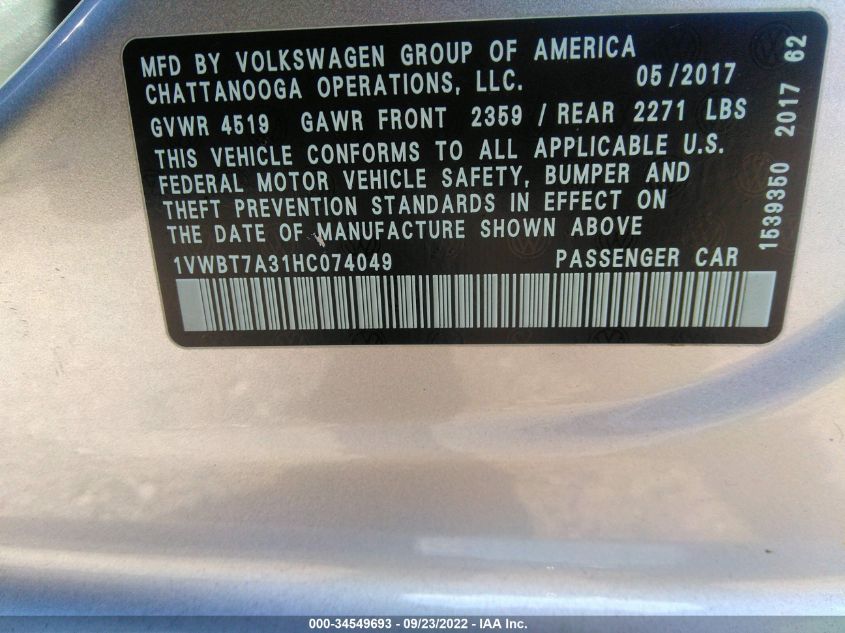 MFD BY VOLKSWAGEN GROUP OF AMERICA
CHATTANOOGA OPERATIONS, LLC. 05/2017
GVWR 4519 GAWR FRONT 2359 / REAR 2271 LBS
THIS VEHICLE CONFORMS TO ALL APPLICABLE U.S.
FEDERAL MOTOR VEHICLE SAFETY, BUMPER AND
THEFT PREVENTION STANDARDS IN EFFECT ON
THE DATE OF MANUFACTURE SHOWN ABOVE
1VWBT7A31HC074049 PASSENGER CAR
1539350 2017 62
000-34549693 - 09/23/2022 - IAA Inc.